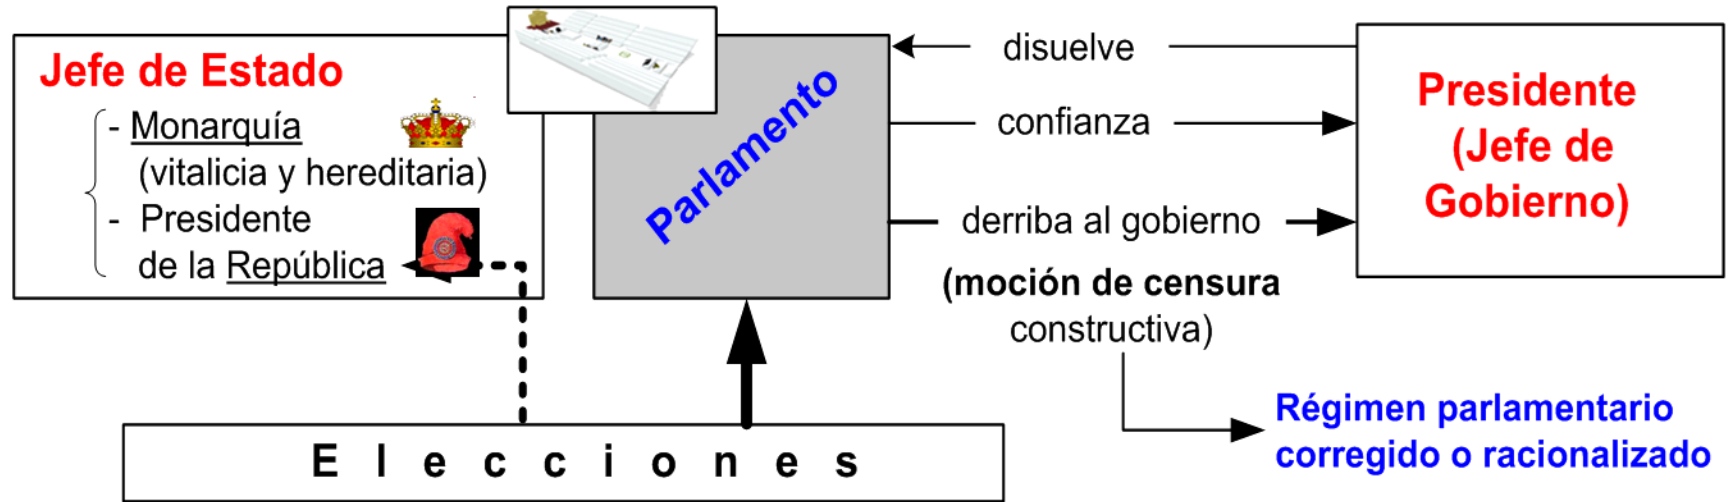 Jefe de Estado
- Monarquía
(vitalicia y hereditaria)
- Presidente
de la República
Parlamento
disuelve
confianza
derriba al gobierno
(moción de censura
constructiva)
Presidente
(Jefe de
Gobierno)
Régimen parlamentario
corregido o racionalizado
E l e c c i o n e s